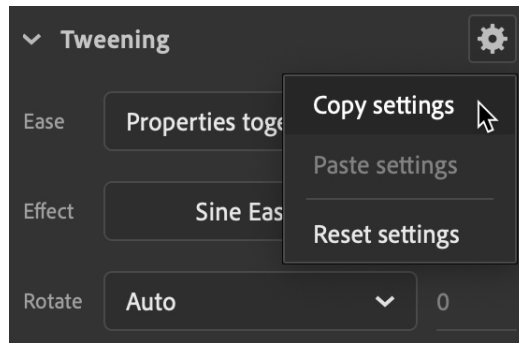 Tweening
Copy settings
Ease Properties toge
Paste settings
Effect Sine Eas
Reset settings
Rotate Auto 0